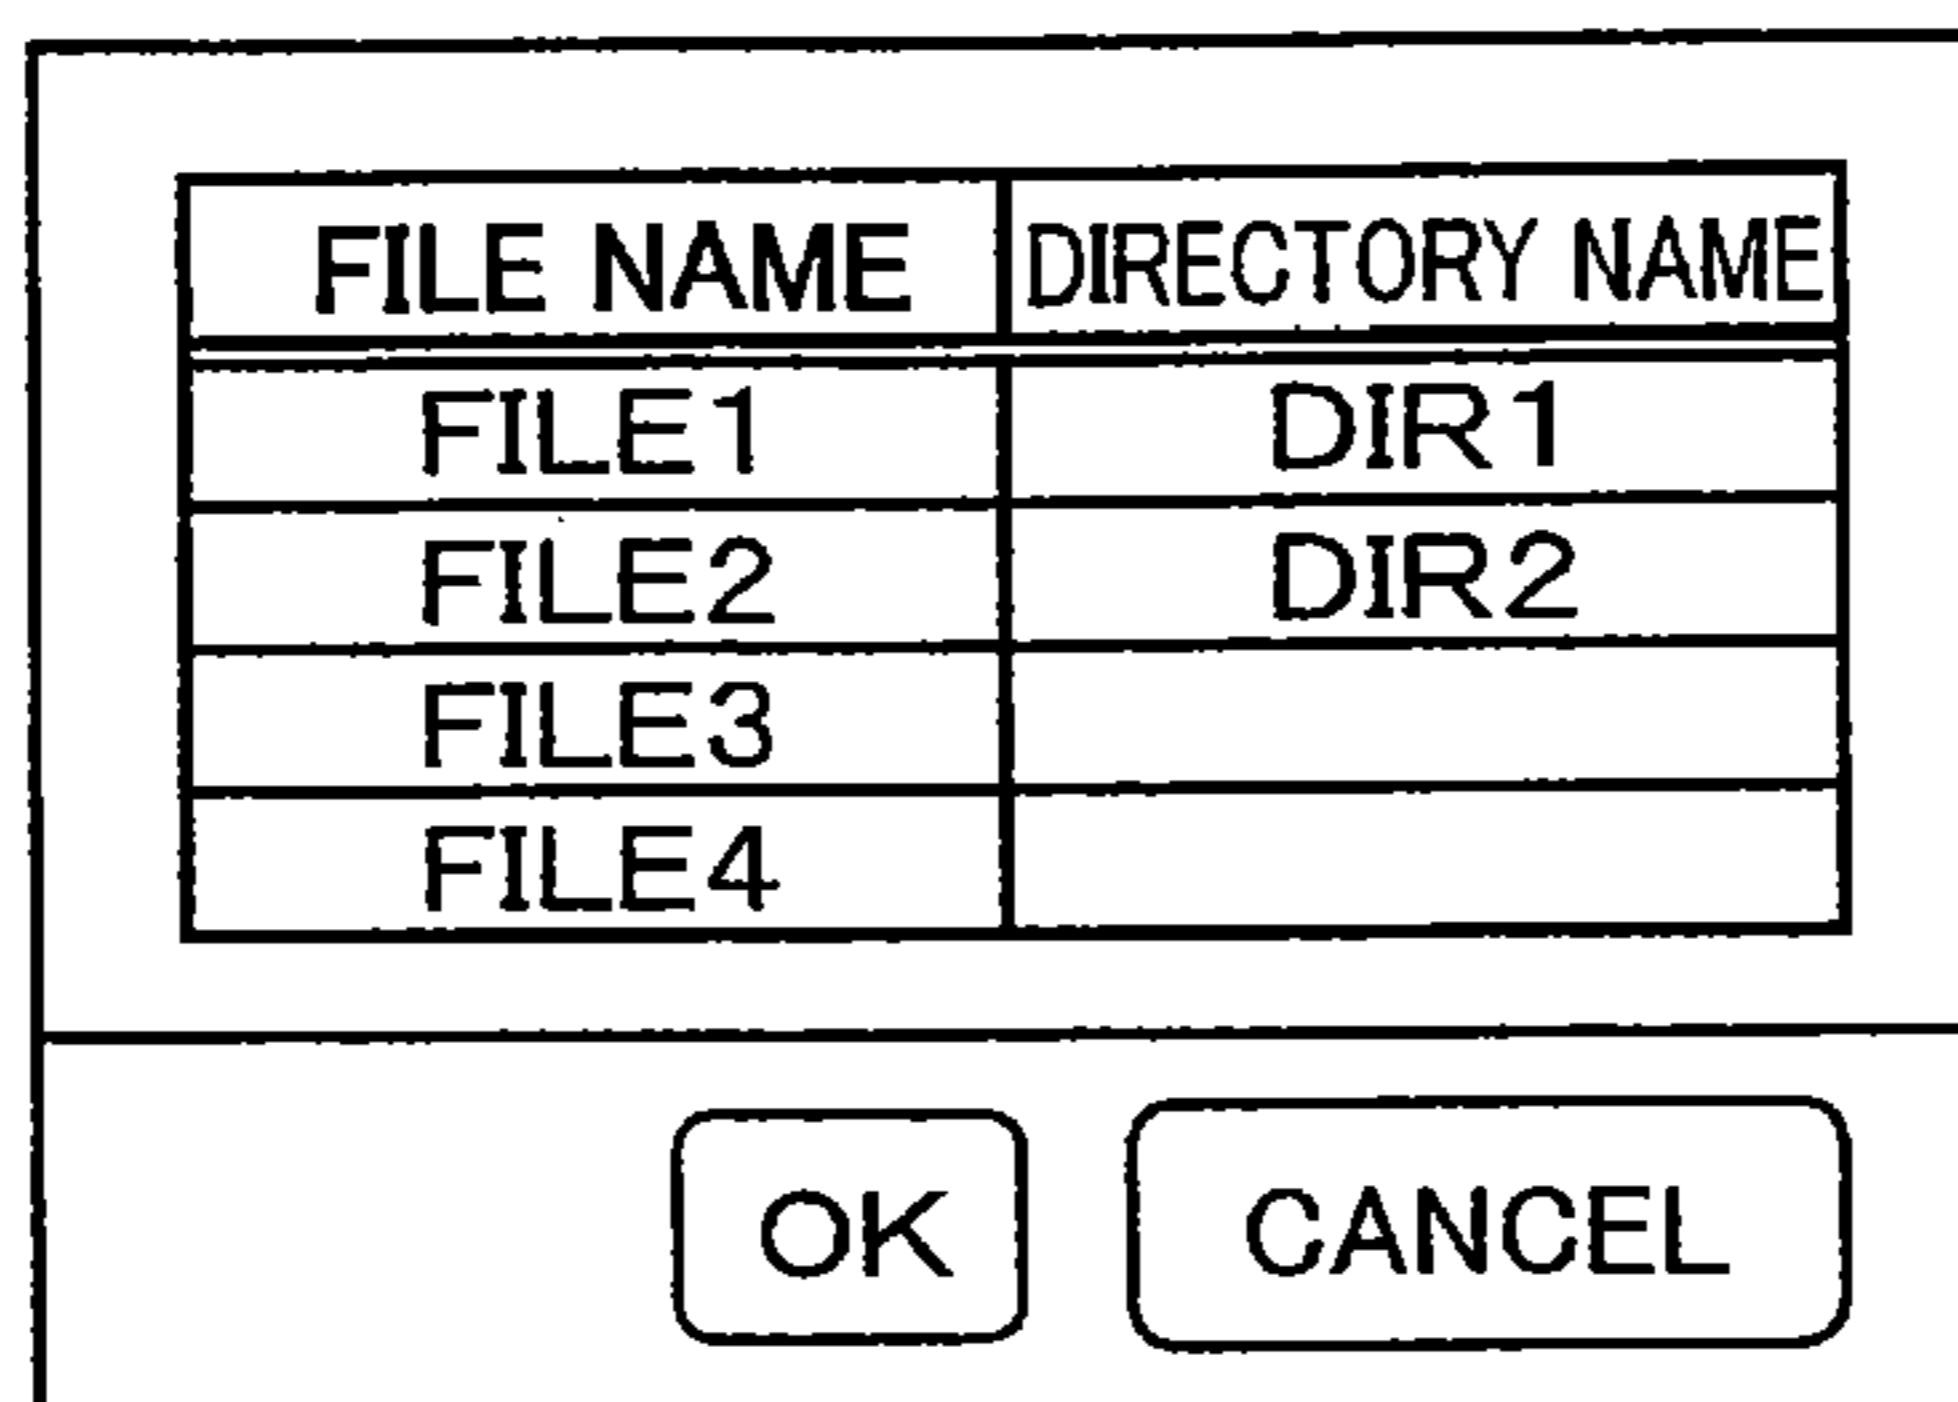 FILE NAME DIRECTORY NAME
FILE1 DIR1
FILE2 DIR2
FILE3
FILE4
OK CANCEL